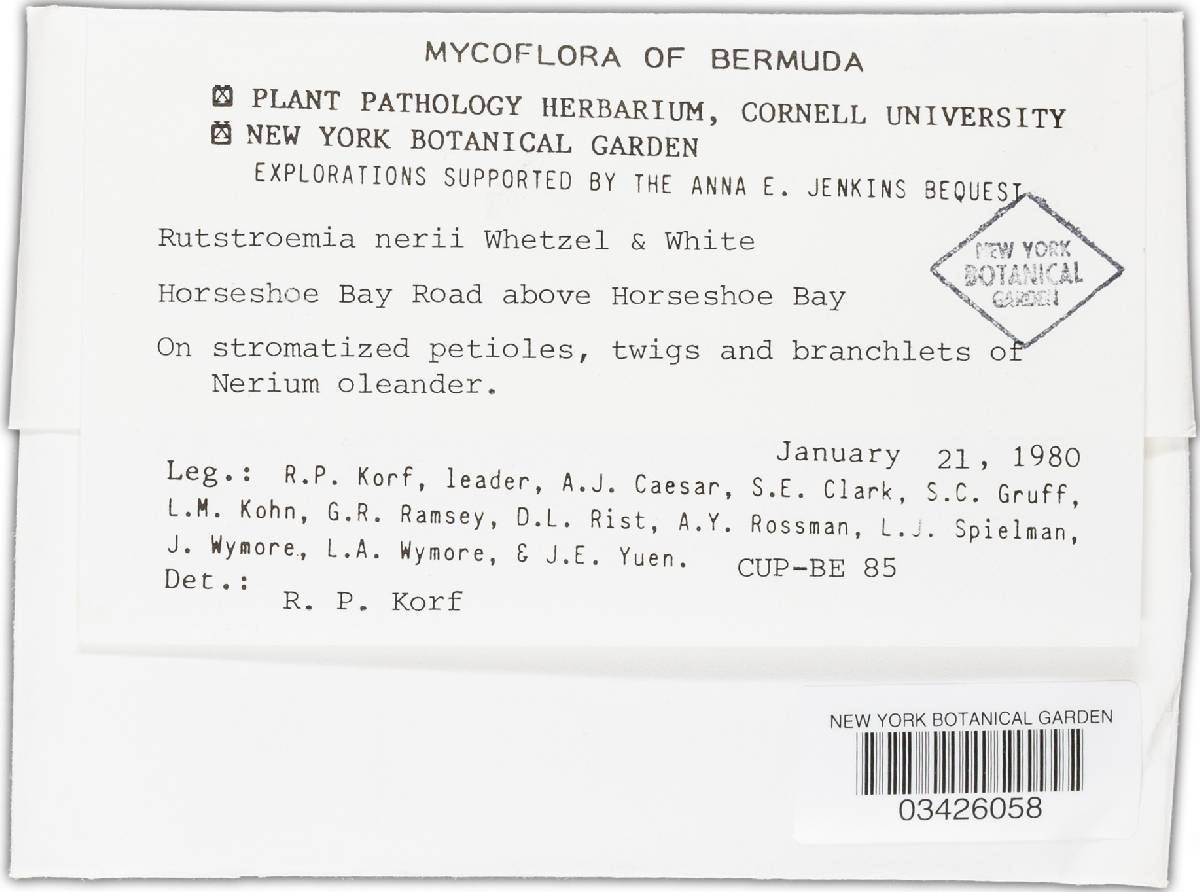 MYCOFLORA OF BERMUDA
☒ PLANT PATHOLOGY HERBARIUM, CORNELL UNIVERSITY
☒ NEW YORK BOTANICAL GARDEN
EXPLORATIONS SUPPORTED BY THE ANNA E. JENKINS BEQUEST
NEW YORK
BOTANICAL
GARDEN
Rutstroemia nerii Whetzel & White
Horseshoe Bay Road above Horseshoe Bay
On stromatized petioles, twigs and branchlets of
Nerium oleander.
January 21, 1980
Leg.: R.P. Korf, leader, A.J. Caesar, S.E. Clark, S.C. Gruff,
L.M. Kohn, G.R. Ramsey, D.L. Rist, A.Y. Rossman, L.J. Spielman,
J. Wymore, L.A. Wymore, & J.E. Yuen. CUP-BE 85
Det.: R. P. Korf
NEW YORK BOTANICAL GARDEN
03426058